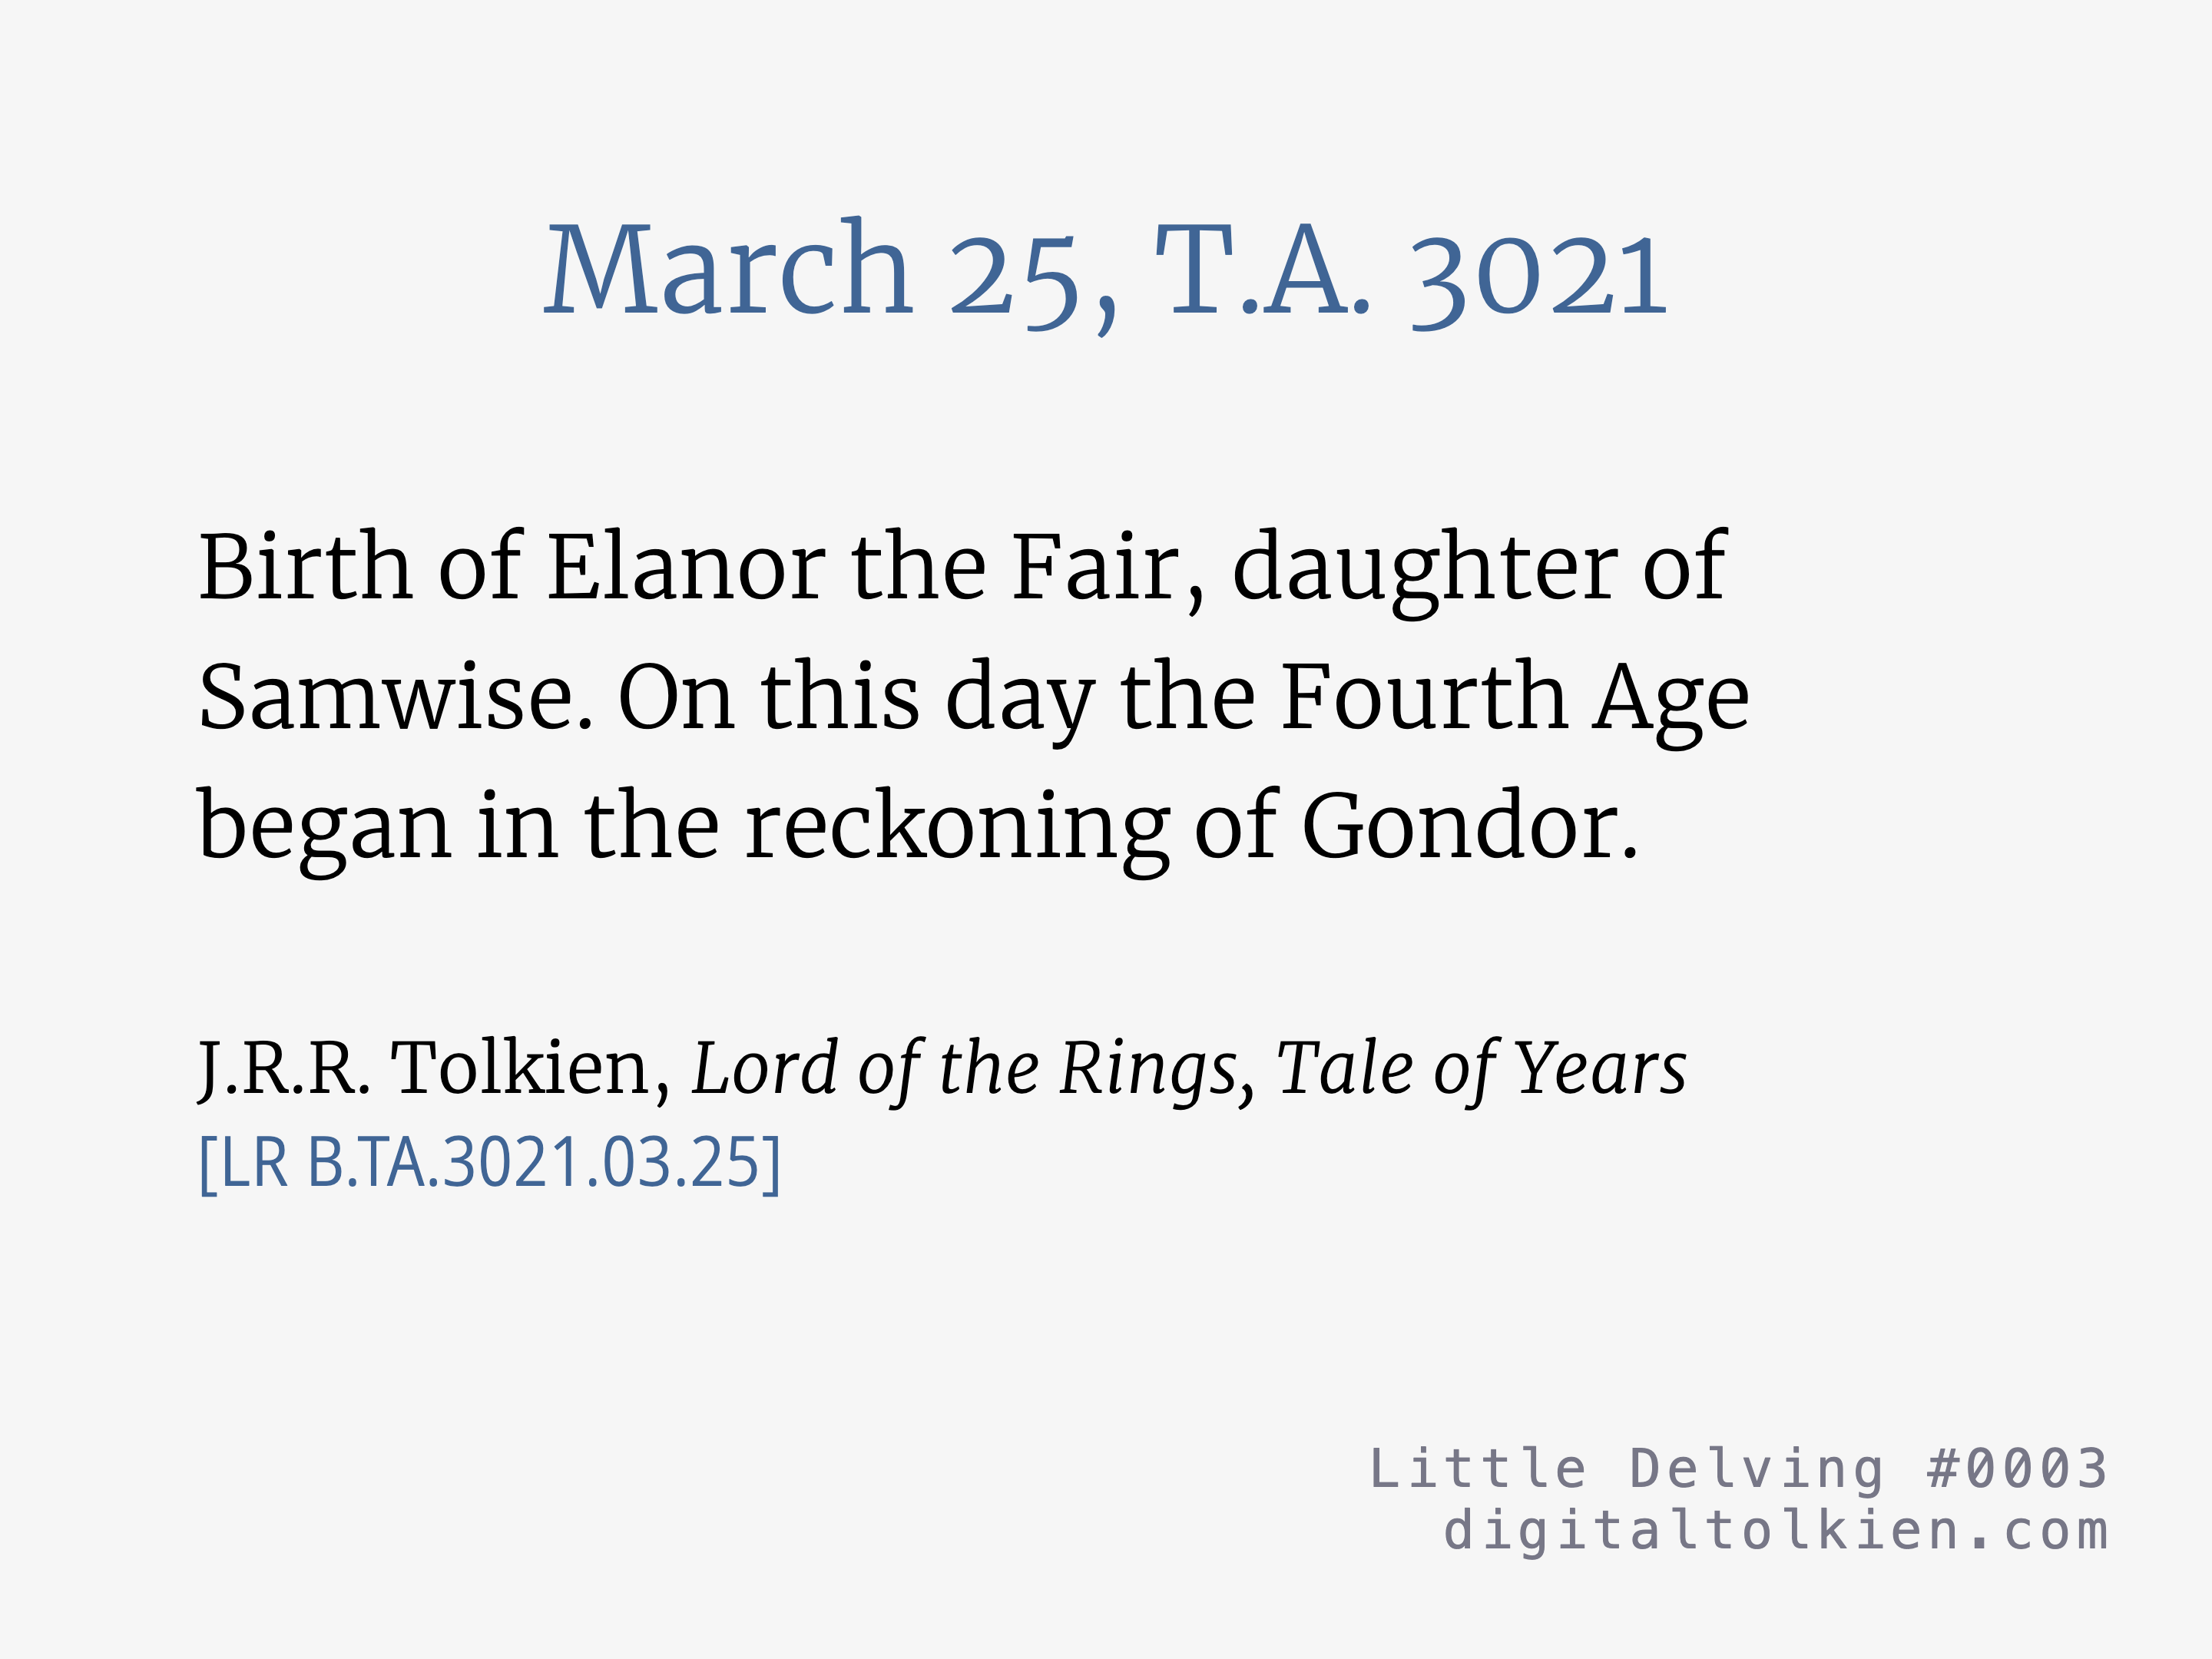 March 25, T.A. 3021
Birth of Elanor the Fair, daughter of
Samwise. On this day the Fourth Age
began in the reckoning of Gondor.
J.R.R. Tolkien, Lord of the Rings, Tale of Years
[LR B.TA.3021.03.25]
Little Delving #0003
digitaltolkien.com